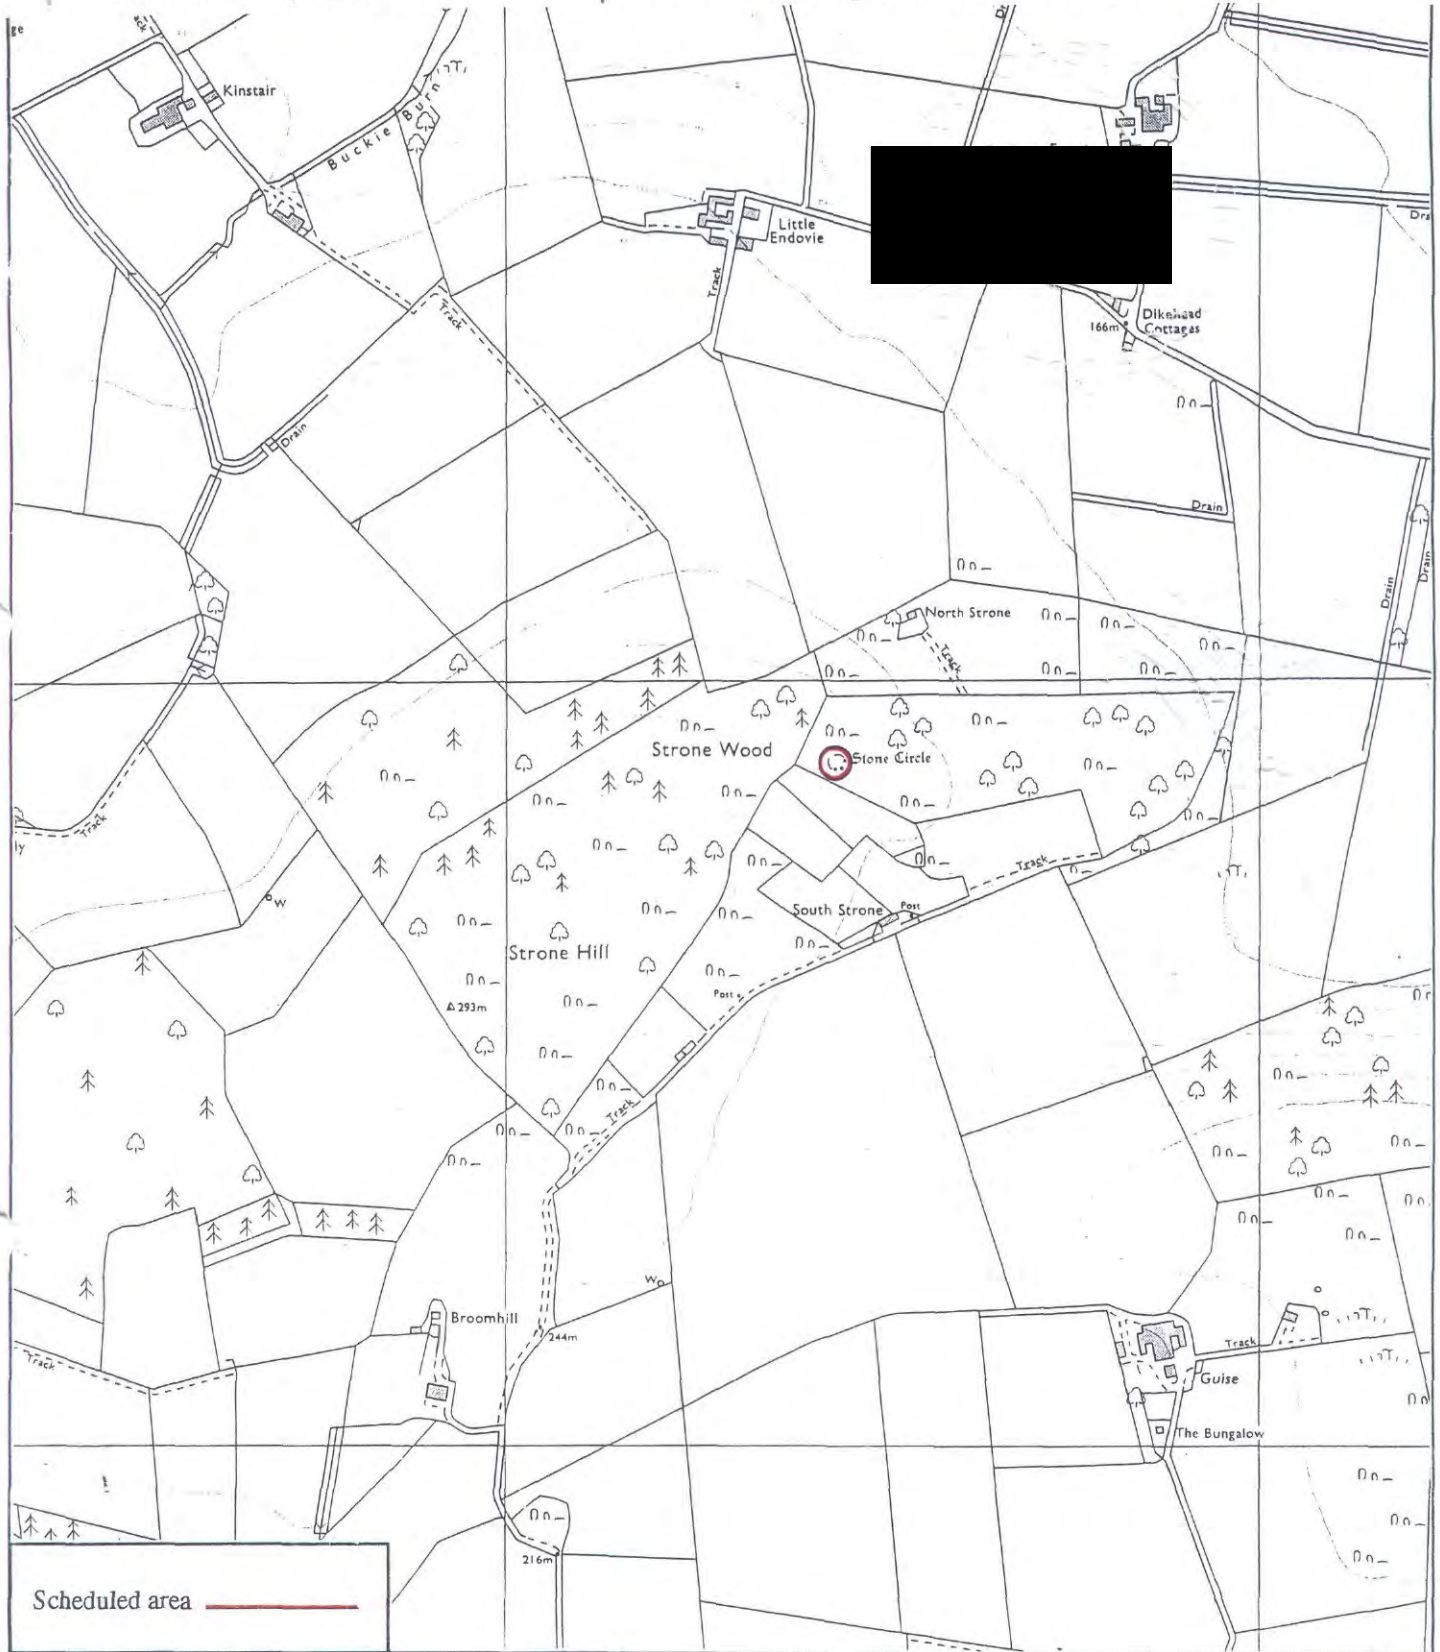 ge
Kinstair
Buckie Burn
Little
Endovie
Track
Dikehead
Cottages
166m
Track
Drain
Drain
Drain
Drain
North Strone
Track
Strone Wood
Stone Circle
Track
ly
W
Track
South Strone
Post
Strone Hill
Post
293m
Track
W
Broomhill
244m
Track
Track
Guise
The Bungalow
216m
Scheduled area